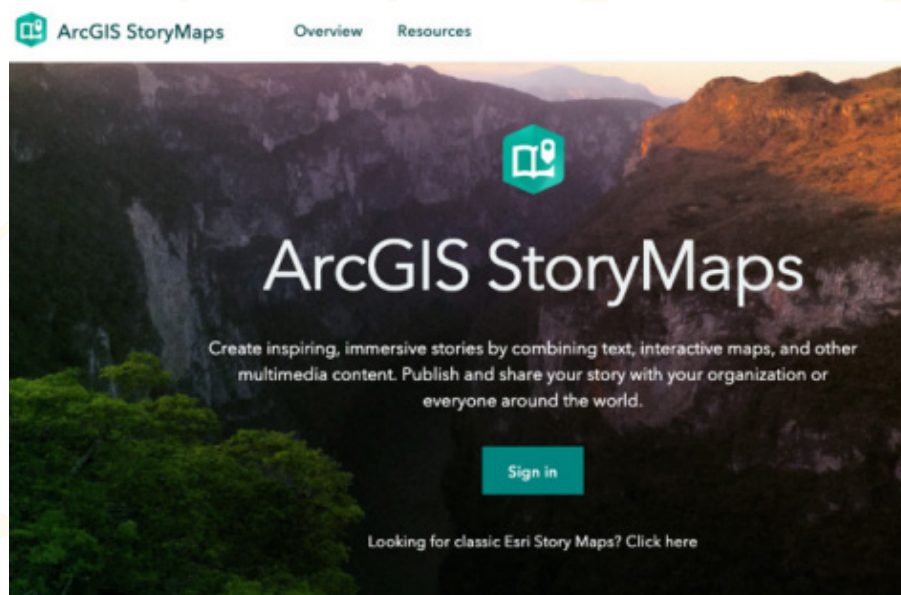 ArcGIS StoryMaps Overview Resources
ArcGIS StoryMaps
Create inspiring, immersive stories by combining text, interactive maps, and other
multimedia content. Publish and share your story with your organization or
everyone around the world.
Sign in
Looking for classic Esri Story Maps? Click here